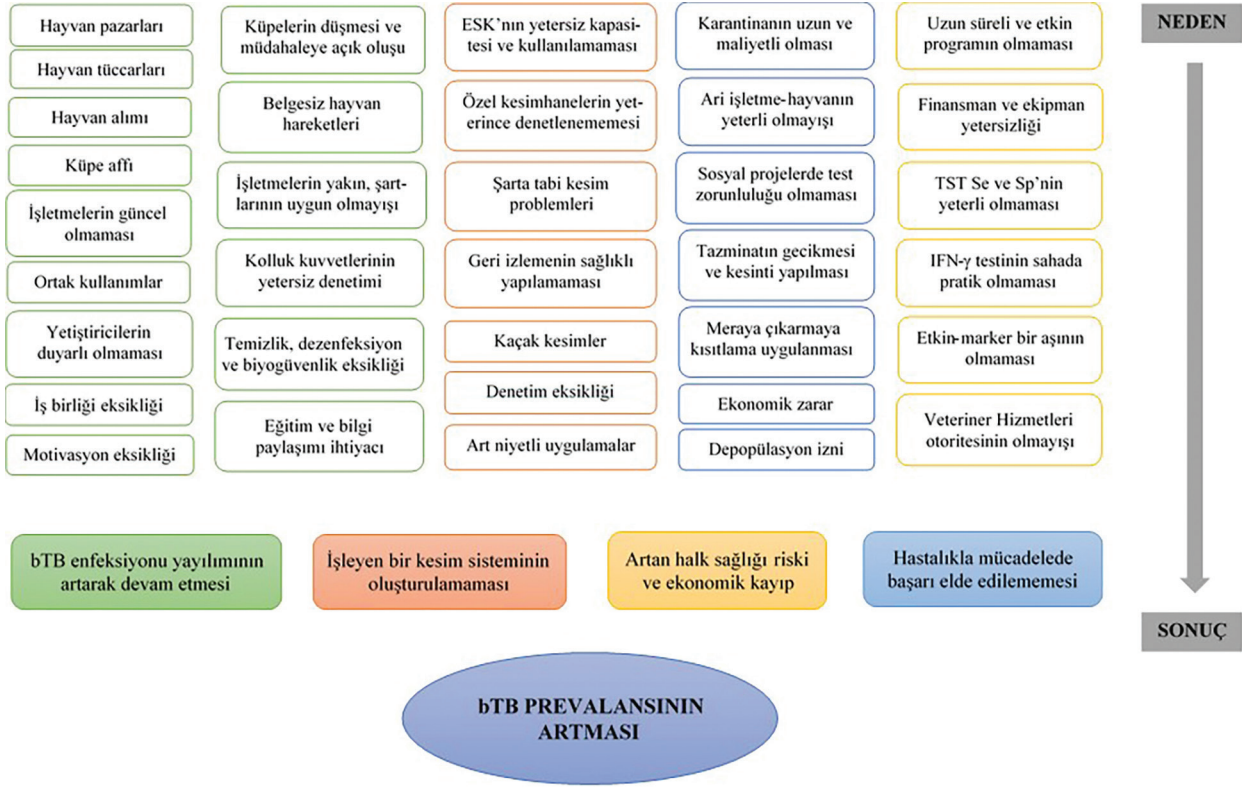 Hayvan pazarları
Hayvan tüccarları
Hayvan alımı
Küpe affı
İşletmelerin güncel
olmaması
Ortak kullanımlar
Yetiştiricilerin
duyarlı olmaması
İş birliği eksikliği
Motivasyon eksikliği
Küpelerin düşmesi ve
müdahaleye açık oluşu
Belgesiz hayvan
hareketleri
İşletmelerin yakın, şart-
larının uygun olmayışı
Kolluk kuvvetlerinin
yetersiz denetimi
Temizlik, dezenfeksiyon
ve biyogüvenlik eksikliği
Eğitim ve bilgi
paylaşımı ihtiyacı
ESK’nın yetersiz kapasi-
tesi ve kullanılamaması
Özel kesimhanelerin yet-
erince denetlenememesi
Şarta tabi kesim
problemleri
Geri izlemenin sağlıklı
yapılamaması
Kaçak kesimler
Denetim eksikliği
Art niyetli uygulamalar
Karantinanın uzun ve
maliyetli olması
Ari işletme-hayvanın
yeterli olmayışı
Sosyal projelerde test
zorunluluğu olmaması
Tazminatın gecikmesi
ve kesinti yapılması
Meraya çıkarmaya
kısıtlama uygulanması
Ekonomik zarar
Depopülasyon izni
Uzun süreli ve etkin
programın olmaması
Finansman ve ekipman
yetersizliği
TST Se ve Sp’nin
yeterli olmaması
IFN-γ testinin sahada
pratik olmaması
Etkin-marker bir aşının
olmaması
Veteriner Hizmetleri
otoritesinin olmayışı
NEDEN
bTB enfeksiyonu yayılımının
artarak devam etmesi
İşleyen bir kesim sisteminin
oluşturulamaması
Artan halk sağlığı riski
ve ekonomik kayıp
Hastalıkla mücadelede
başarı elde edilememesi
SONUÇ
bTB PREVALANSININ
ARTMASI